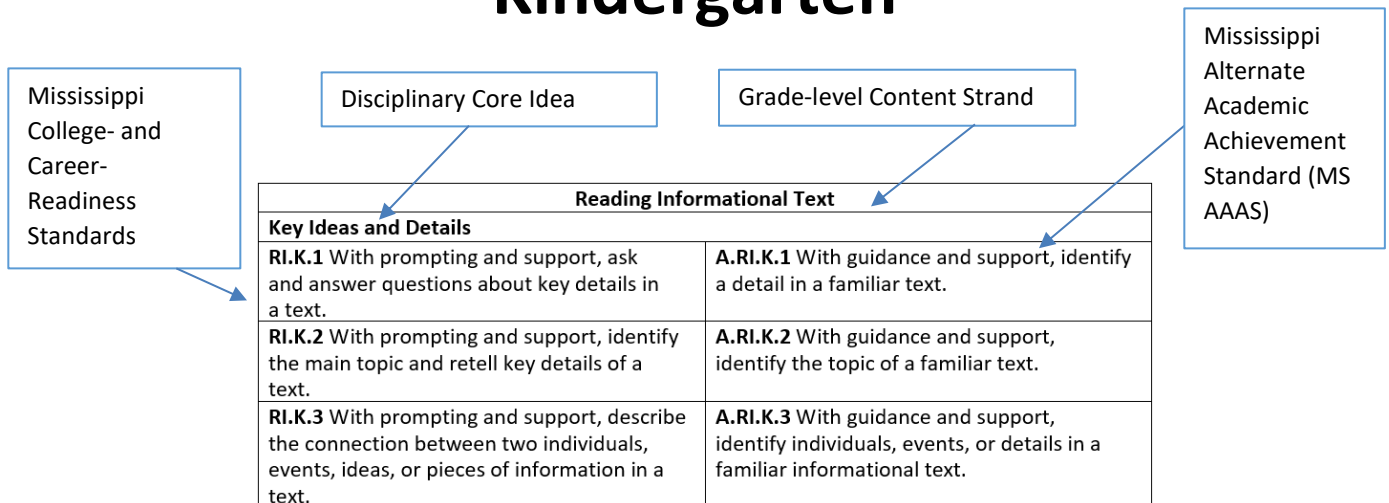 Kindergarten
Mississippi
College- and
Career-
Readiness
Standards
Disciplinary Core Idea
Grade-level Content Strand
Mississippi
Alternate
Academic
Achievement
Standard (MS
AAAS)
Reading Informational Text
Key Ideas and Details
RI.K.1 With prompting and support, ask
and answer questions about key details in
a text.
A.RI.K.1 With guidance and support, identify
a detail in a familiar text.
RI.K.2 With prompting and support, identify
the main topic and retell key details of a
text.
A.RI.K.2 With guidance and support,
identify the topic of a familiar text.
RI.K.3 With prompting and support, describe
the connection between two individuals,
events, ideas, or pieces of information in a
text.
A.RI.K.3 With guidance and support,
identify individuals, events, or details in a
familiar informational text.